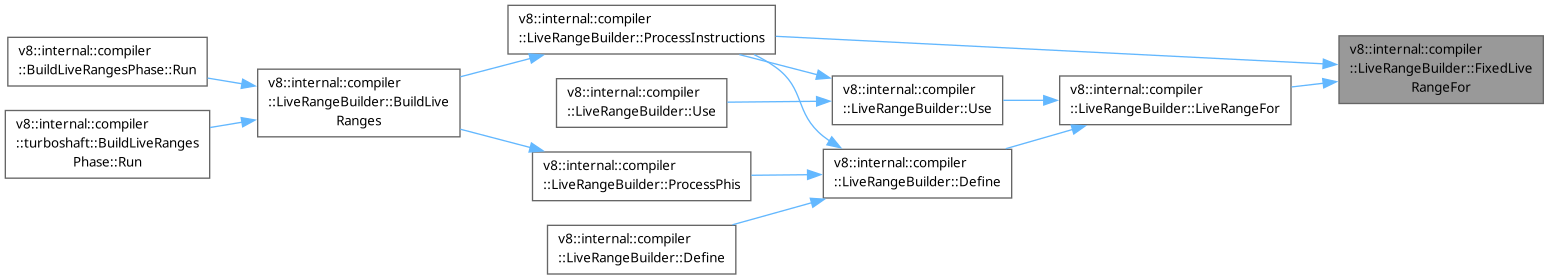 v8::internal::compiler
::BuildLiveRangesPhase::Run
v8::internal::compiler
::turboshaft::BuildLiveRanges
Phase::Run
v8::internal::compiler
::LiveRangeBuilder::BuildLive
Ranges
v8::internal::compiler
::LiveRangeBuilder::ProcessInstructions
v8::internal::compiler
::LiveRangeBuilder::Use
v8::internal::compiler
::LiveRangeBuilder::ProcessPhis
v8::internal::compiler
::LiveRangeBuilder::Define
v8::internal::compiler
::LiveRangeBuilder::Use
v8::internal::compiler
::LiveRangeBuilder::Define
v8::internal::compiler
::LiveRangeBuilder::LiveRangeFor
v8::internal::compiler
::LiveRangeBuilder::FixedLive
RangeFor